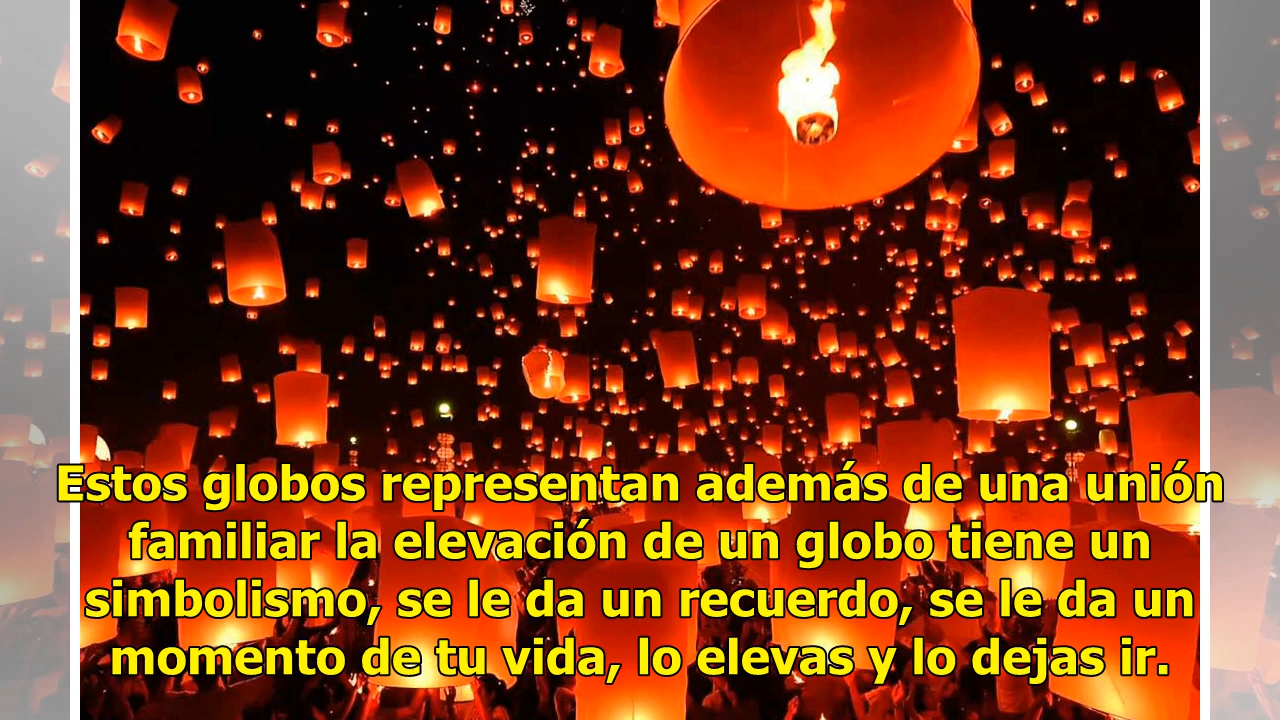 Estos globos representan además de una unión
familiar la elevación de un globo tiene un
simbolismo, se le da un recuerdo, se le da un
momento de tu vida, lo elevas y lo dejas ir.